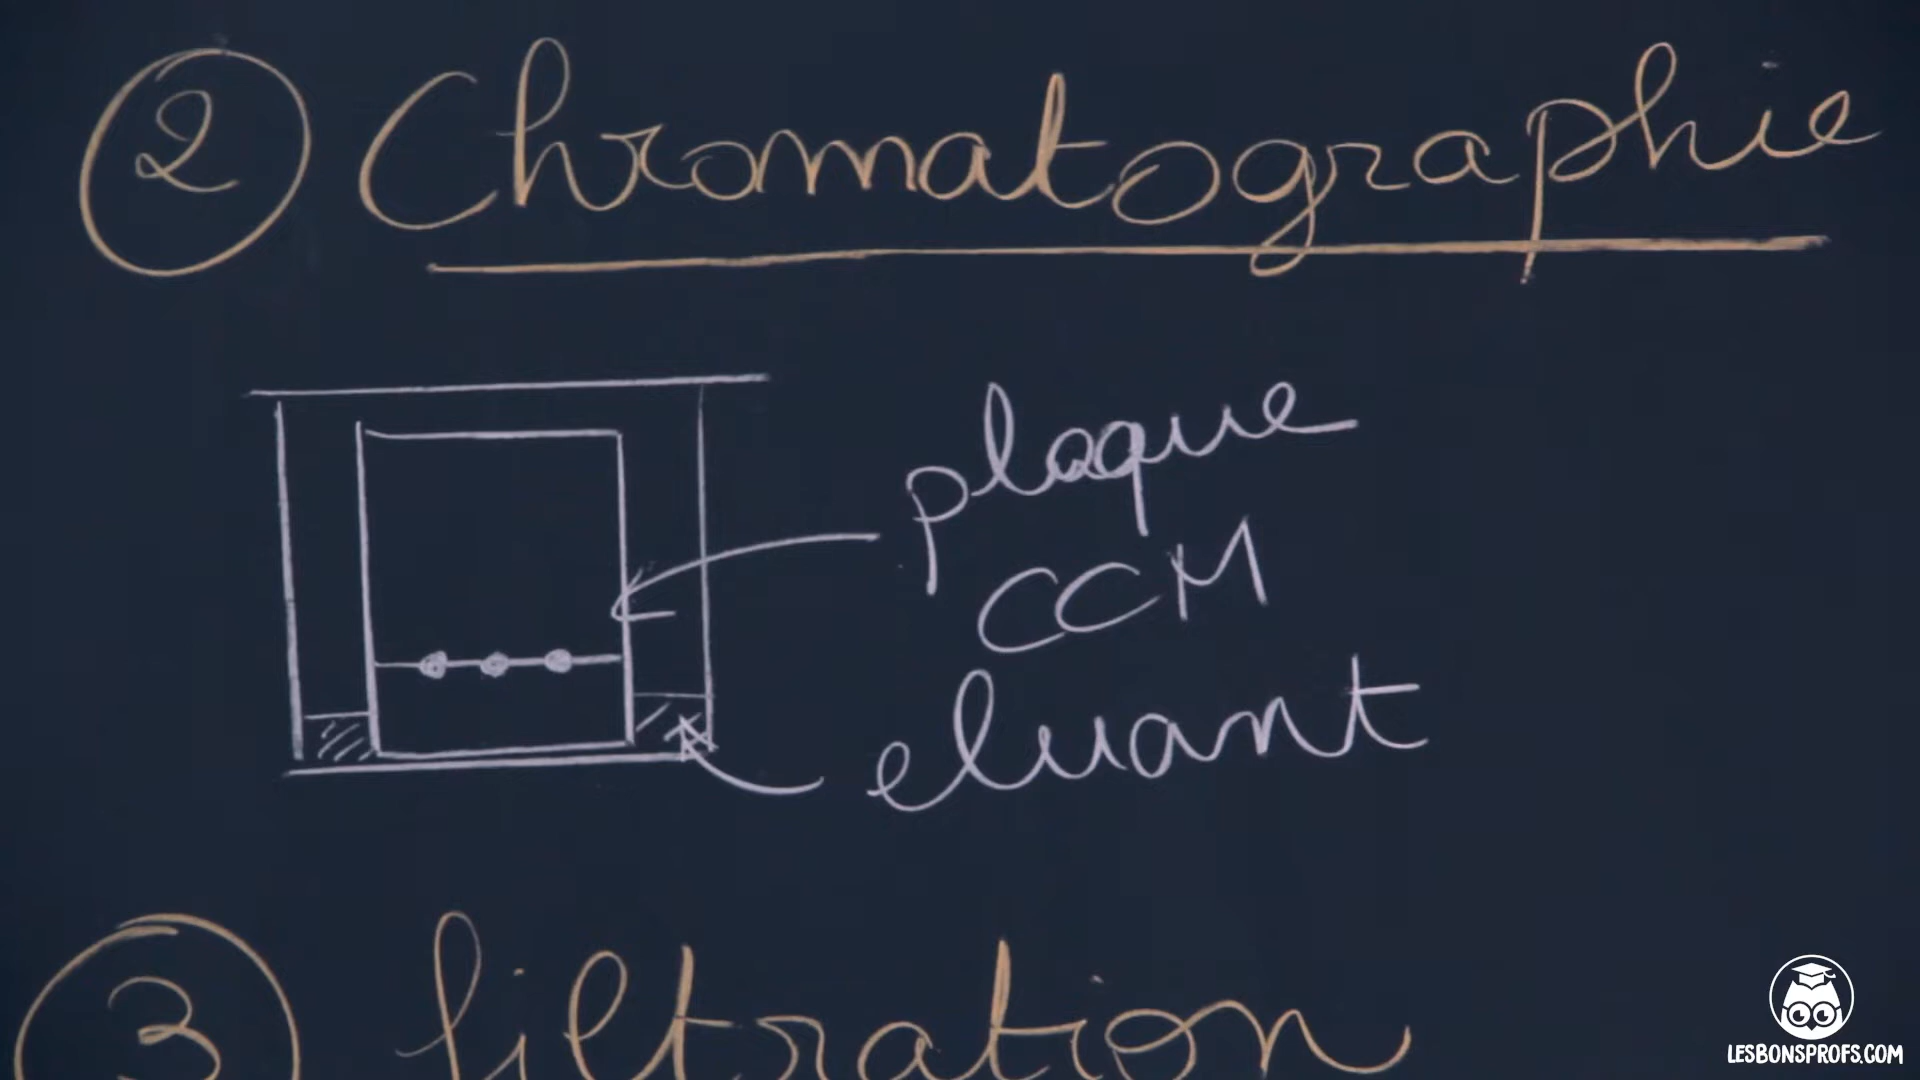 2 Chromatographie
plaque
CCM
eluant
3 filtration
LESBONSPROFS.COM